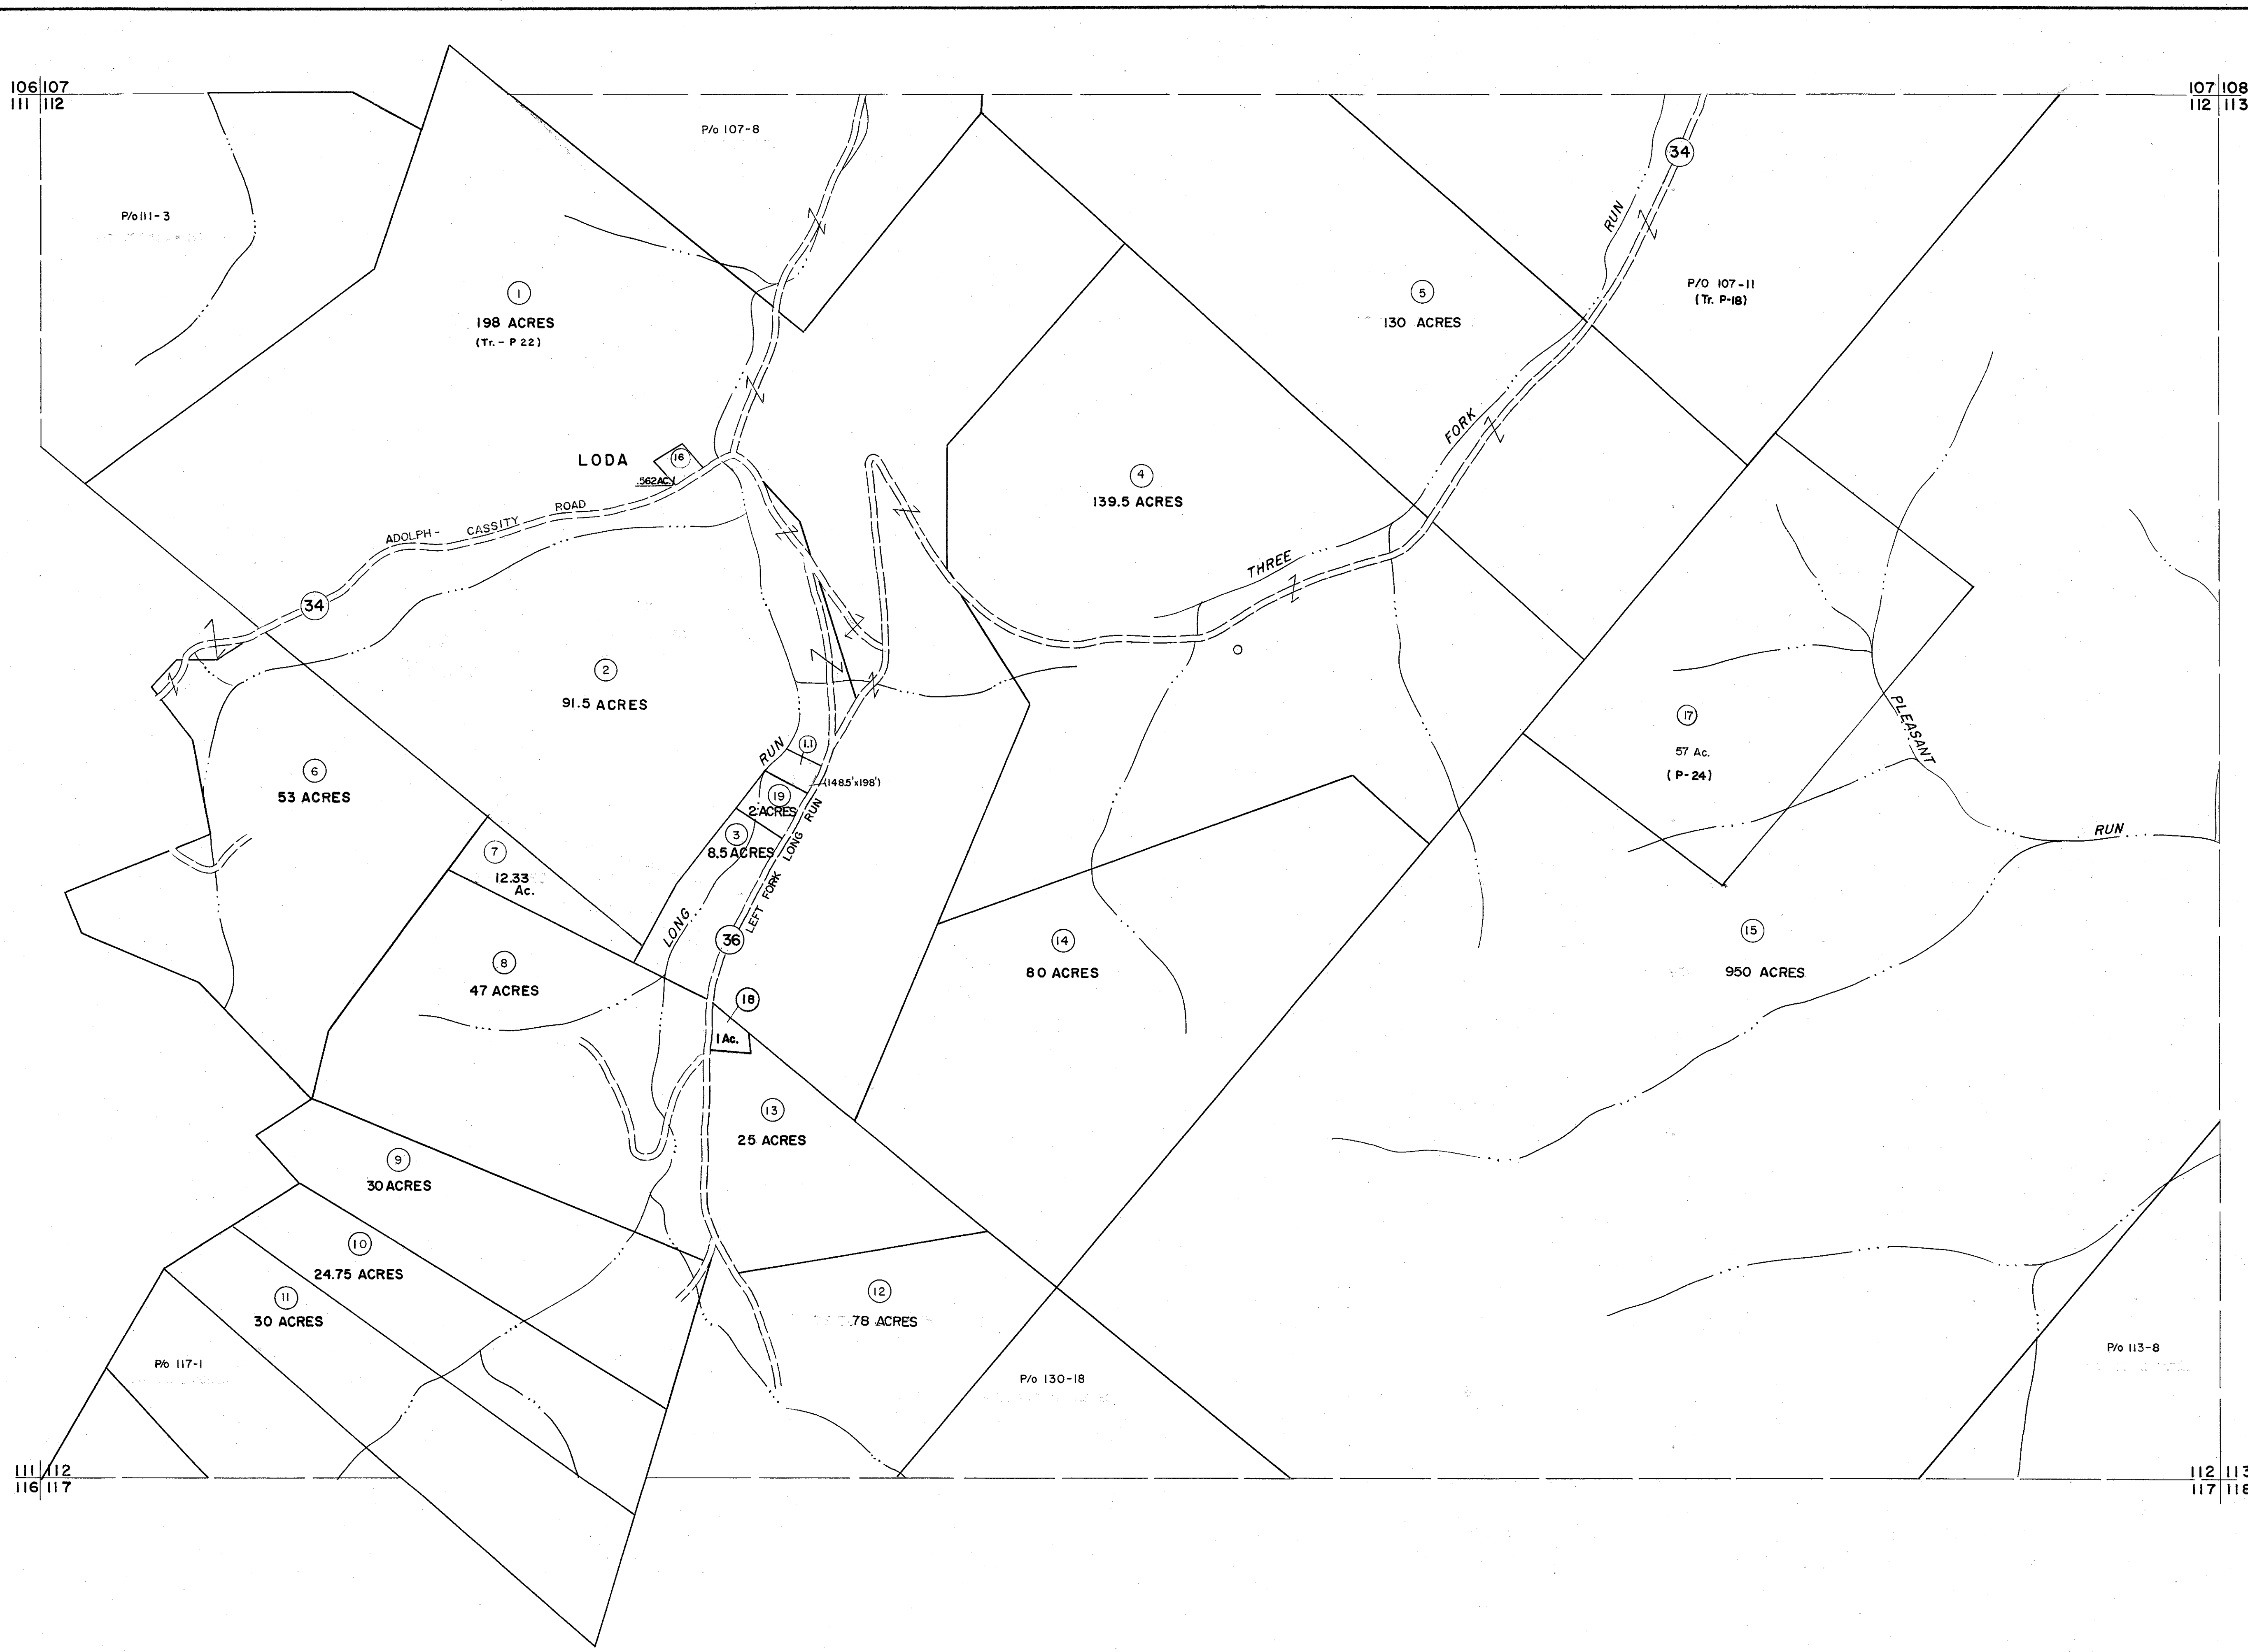 106 107
111 112
107 108
112 113
P/o 107-8
34
P/o 111-3
RUN
P/O 107-11
(Tr. P-18)
1
198 ACRES
(Tr. - P 22)
5
130 ACRES
FORK
LODA
16
.562 AC.
4
139.5 ACRES
ADOLPH - CASSITY ROAD
THREE
34
2
91.5 ACRES
17
57 Ac.
(P-24)
PLEASANT
RUN
1.1
(148.5'x198')
6
53 ACRES
19
2 ACRES
3
8.5 ACRES
LEFT FORK LONG RUN
RUN
7
12.33
Ac.
LONG
36
14
80 ACRES
15
950 ACRES
8
47 ACRES
18
1 Ac.
13
25 ACRES
9
30 ACRES
10
24.75 ACRES
11
30 ACRES
12
78 ACRES
P/o 117-1
P/o 130-18
P/o 113-8
111 112
116 117
112 113
117 118